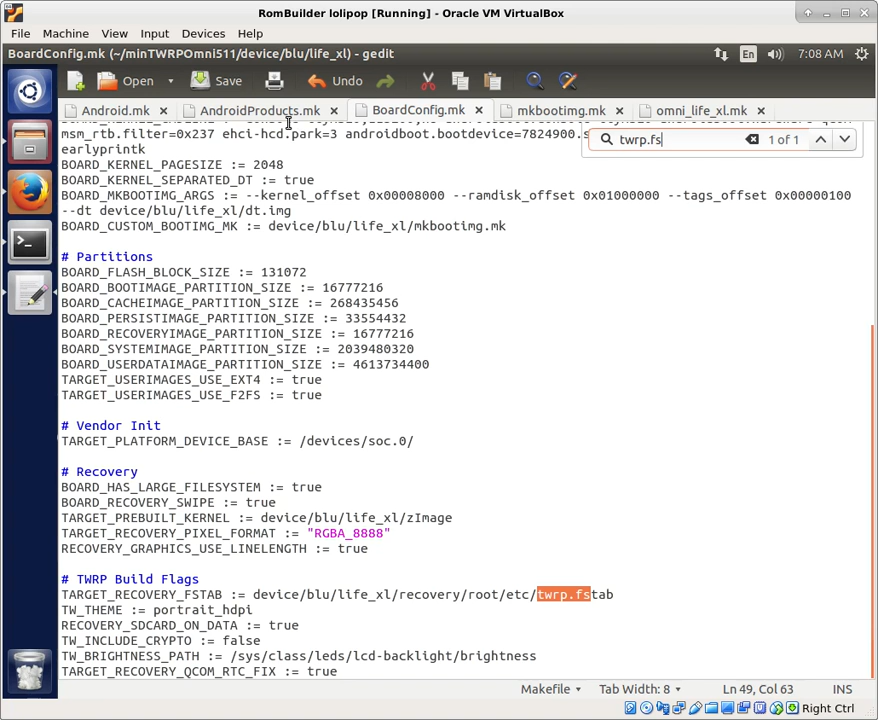 RomBuilder lolipop [Running] - Oracle VM VirtualBox
File Machine View Input Devices Help
BoardConfig.mk (~/minTWRPOmni511/device/blu/life_xl) - gedit
En 7:08 AM
Open Save Undo
Android.mk AndroidProducts.mk BoardConfig.mk mkbootimg.mk omni_life_xl.mk
twrp.fs 1 of 1
msm_rtb.filter=0x237 ehci-hcd.park=3 androidboot.bootdevice=7824900.s
earlyprintk
BOARD_KERNEL_PAGESIZE := 2048
BOARD_KERNEL_SEPARATED_DT := true
BOARD_MKBOOTIMG_ARGS := --kernel_offset 0x00008000 --ramdisk_offset 0x01000000 --tags_offset 0x00000100
--dt device/blu/life_xl/dt.img
BOARD_CUSTOM_BOOTIMG_MK := device/blu/life_xl/mkbootimg.mk
# Partitions
BOARD_FLASH_BLOCK_SIZE := 131072
BOARD_BOOTIMAGE_PARTITION_SIZE := 16777216
BOARD_CACHEIMAGE_PARTITION_SIZE := 268435456
BOARD_PERSISTIMAGE_PARTITION_SIZE := 33554432
BOARD_RECOVERYIMAGE_PARTITION_SIZE := 16777216
BOARD_SYSTEMIMAGE_PARTITION_SIZE := 2039480320
BOARD_USERDATAIMAGE_PARTITION_SIZE := 4613734400
TARGET_USERIMAGES_USE_EXT4 := true
TARGET_USERIMAGES_USE_F2FS := true
# Vendor Init
TARGET_PLATFORM_DEVICE_BASE := /devices/soc.0/
# Recovery
BOARD_HAS_LARGE_FILESYSTEM := true
BOARD_RECOVERY_SWIPE := true
TARGET_PREBUILT_KERNEL := device/blu/life_xl/zImage
TARGET_RECOVERY_PIXEL_FORMAT := "RGBA_8888"
RECOVERY_GRAPHICS_USE_LINELENGTH := true
# TWRP Build Flags
TARGET_RECOVERY_FSTAB := device/blu/life_xl/recovery/root/etc/twrp.fstab
TW_THEME := portrait_hdpi
RECOVERY_SDCARD_ON_DATA := true
TW_INCLUDE_CRYPTO := false
TW_BRIGHTNESS_PATH := /sys/class/leds/lcd-backlight/brightness
TARGET_RECOVERY_QCOM_RTC_FIX := true
Makefile Tab Width: 8 Ln 49, Col 63 INS
Right Ctrl